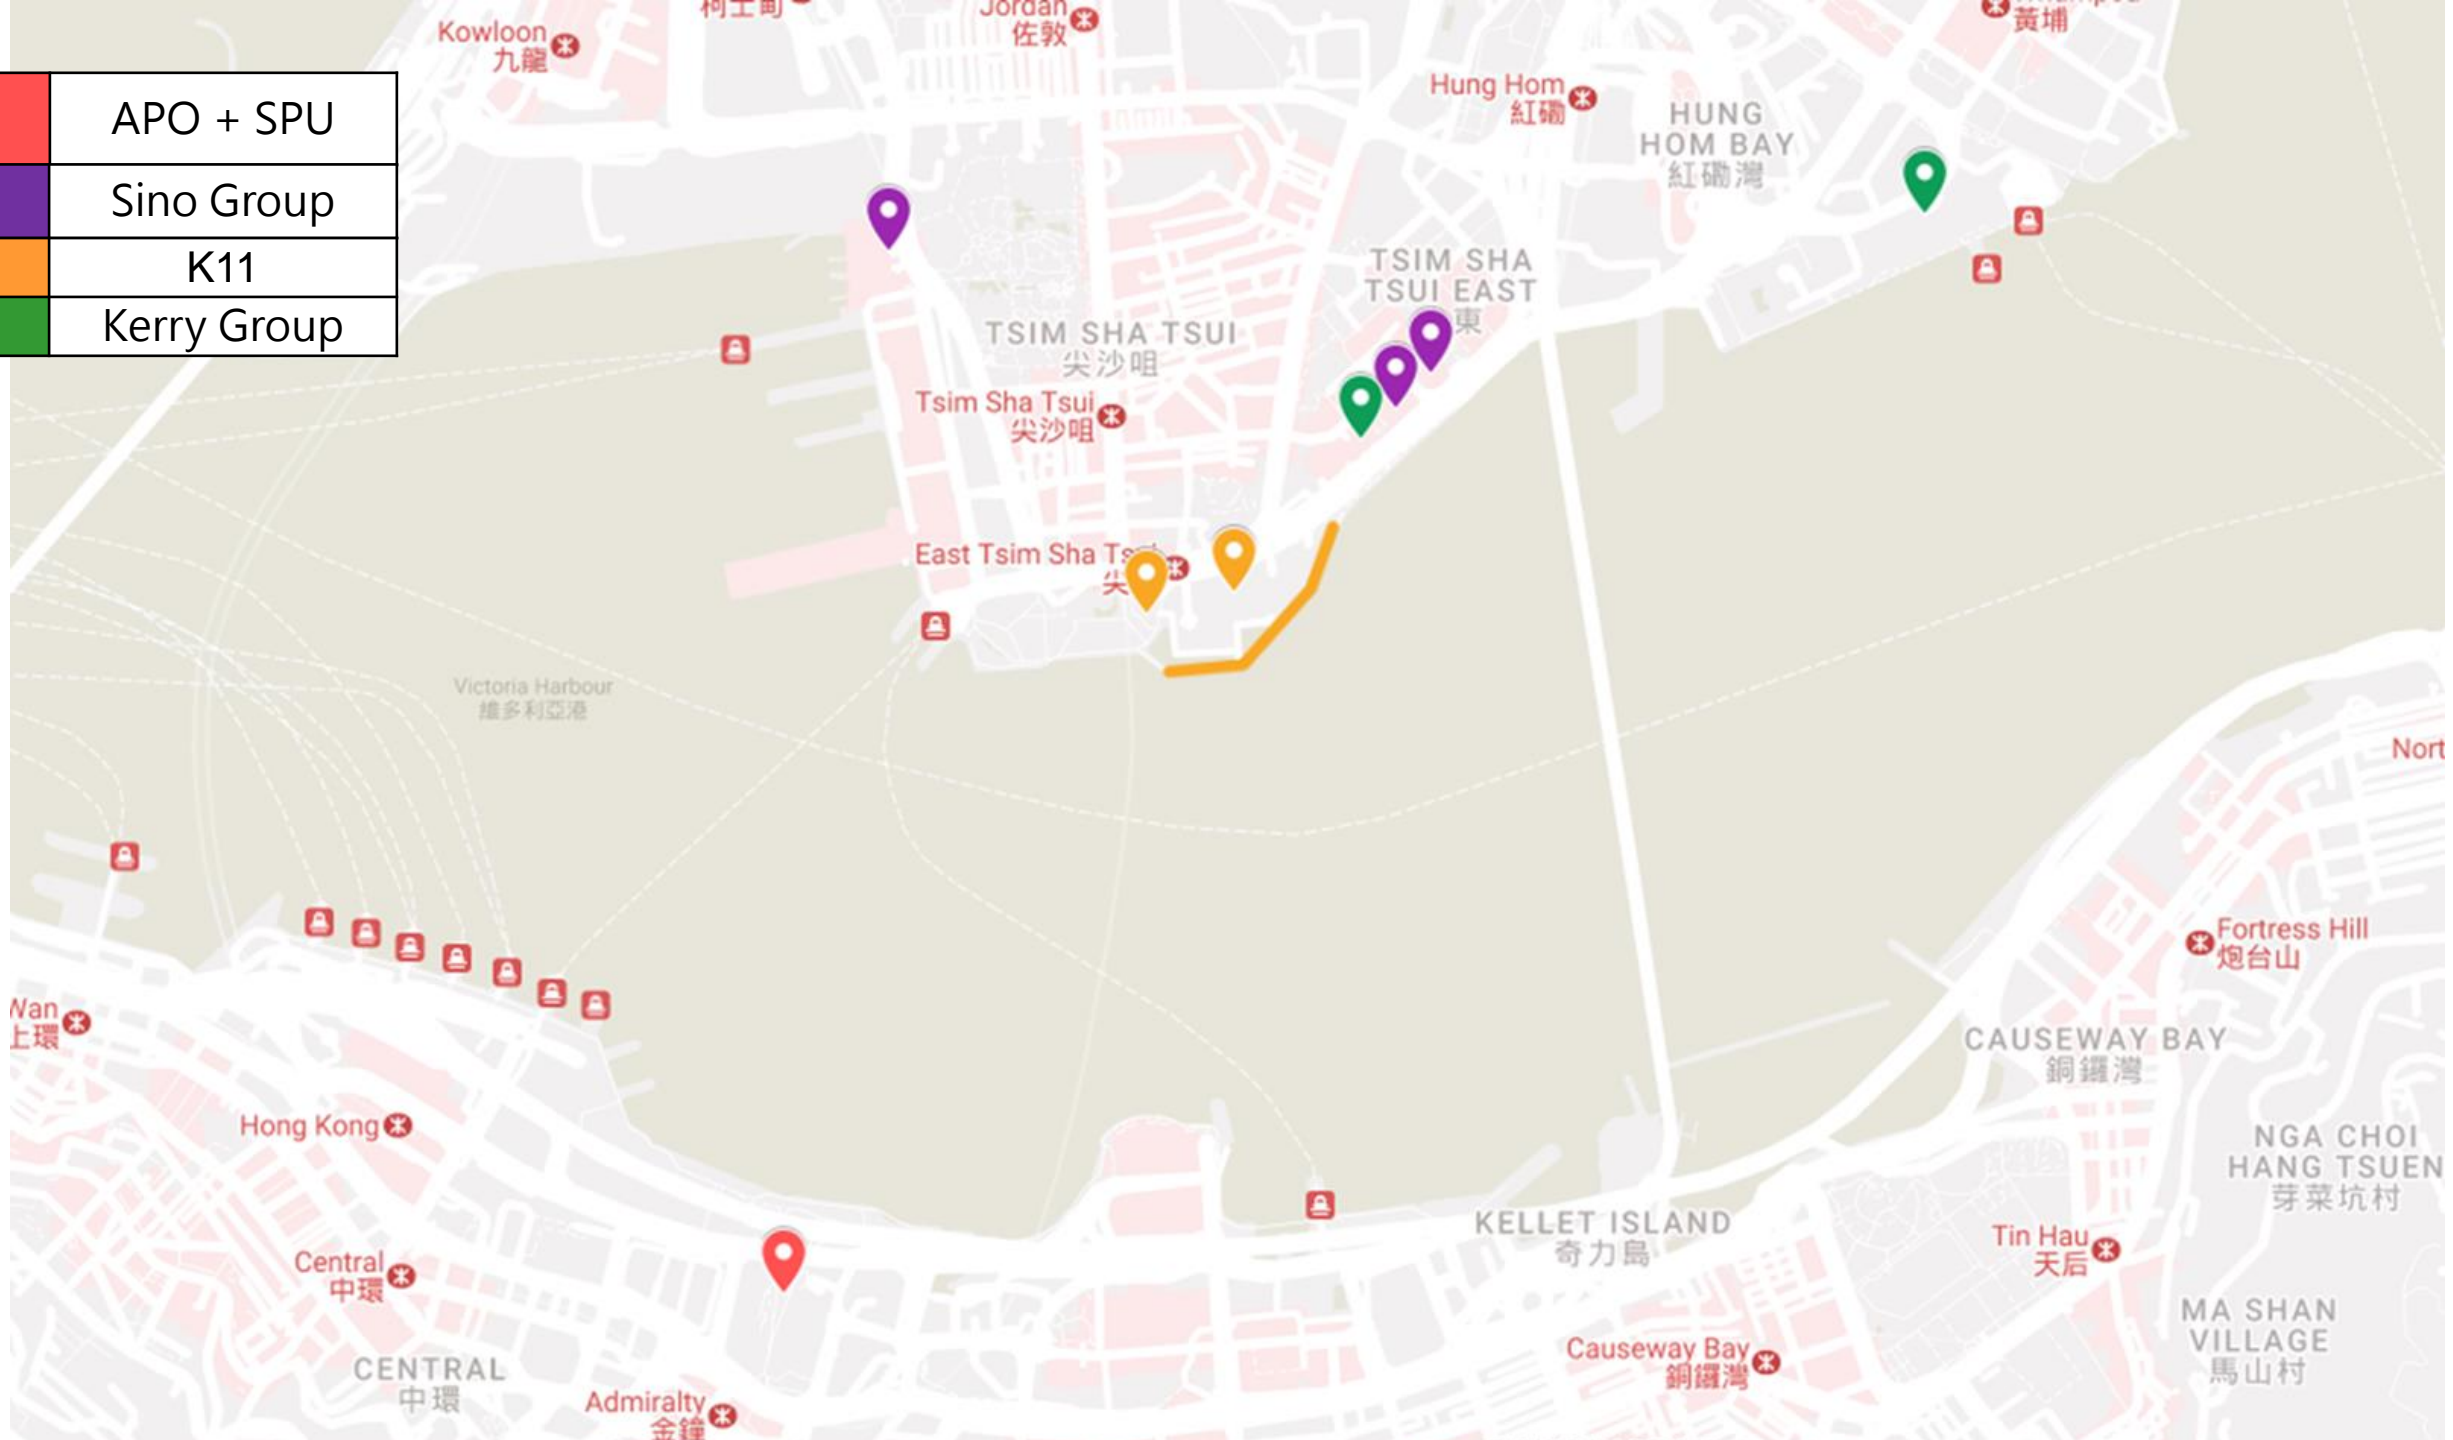 柯士甸
Jordan
佐敦
黃埔
Kowloon
九龍
Hung Hom
紅磡
HUNG
HOM BAY
紅磡灣
APO + SPU
Sino Group
K11
Kerry Group
TSIM SHA
TSUI EAST
東
TSIM SHA TSUI
尖沙咀
Tsim Sha Tsui
尖沙咀
East Tsim Sha
尖
Victoria Harbour
維多利亞港
Nort
Fortress Hill
炮台山
Wan
上環
CAUSEWAY BAY
銅鑼灣
Hong Kong
NGA CHOI
HANG TSUEN
芽菜坑村
KELLET ISLAND
奇力島
Tin Hau
天后
Central
中環
MA SHAN
VILLAGE
馬山村
Causeway Bay
銅鑼灣
CENTRAL
中環
Admiralty
金鐘